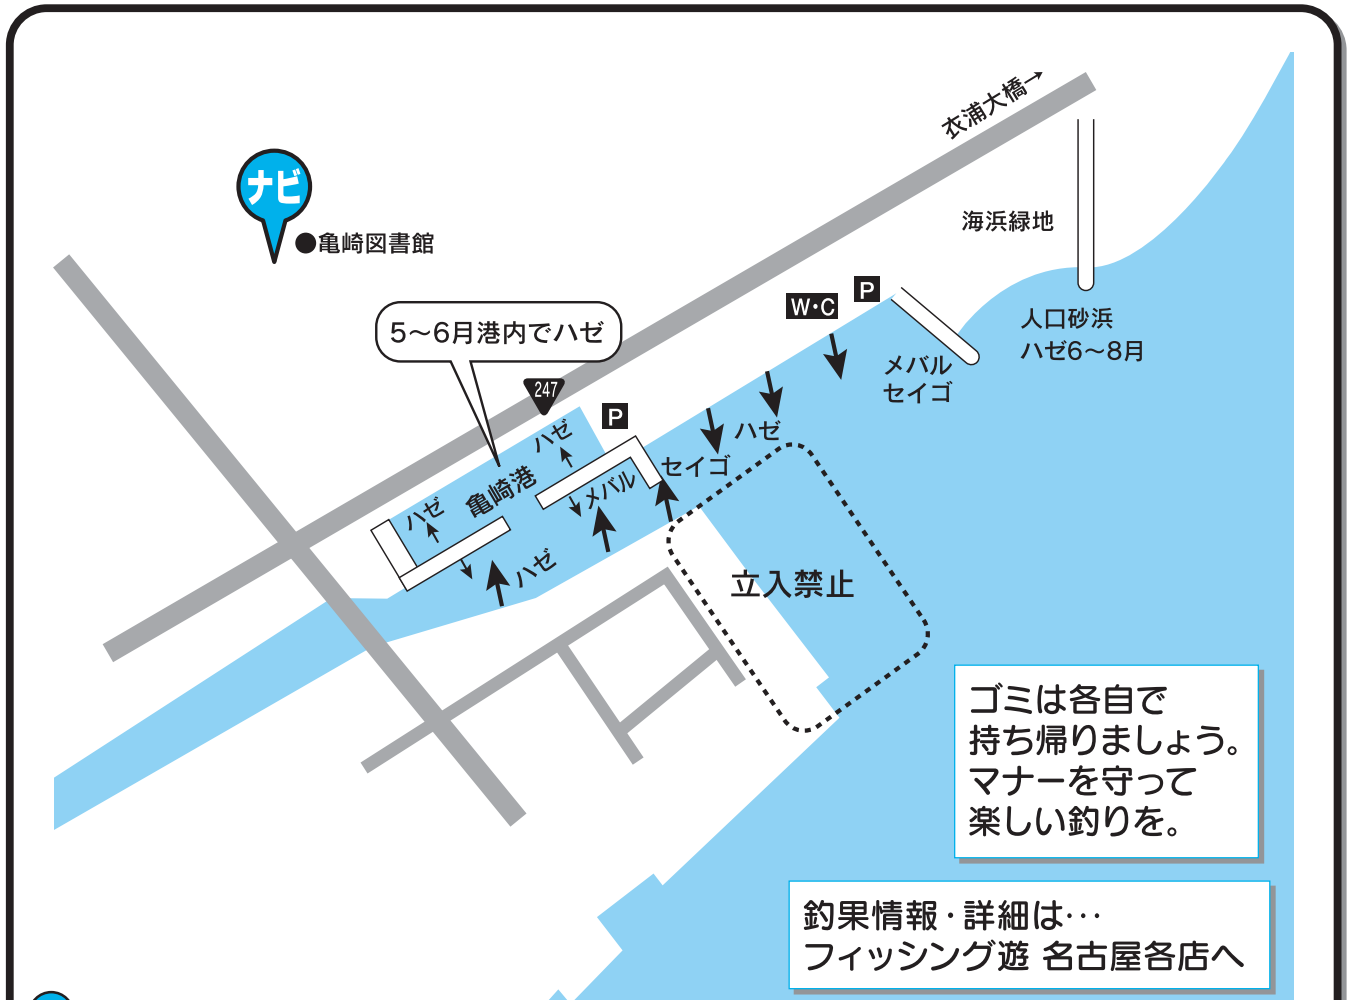 衣浦大橋→
ナビ
●亀崎図書館
海浜緑地
P
W・C
人口砂浜
ハゼ6〜8月
5〜6月港内でハゼ
メバル
セイゴ
247
P
ハゼ
ハゼ
セイゴ
亀崎港
メバル
ハゼ
ハゼ
立入禁止
ゴミは各自で
持ち帰りましょう。
マナーを守って
楽しい釣りを。
釣果情報・詳細は…
フィッシング遊 名古屋各店へ